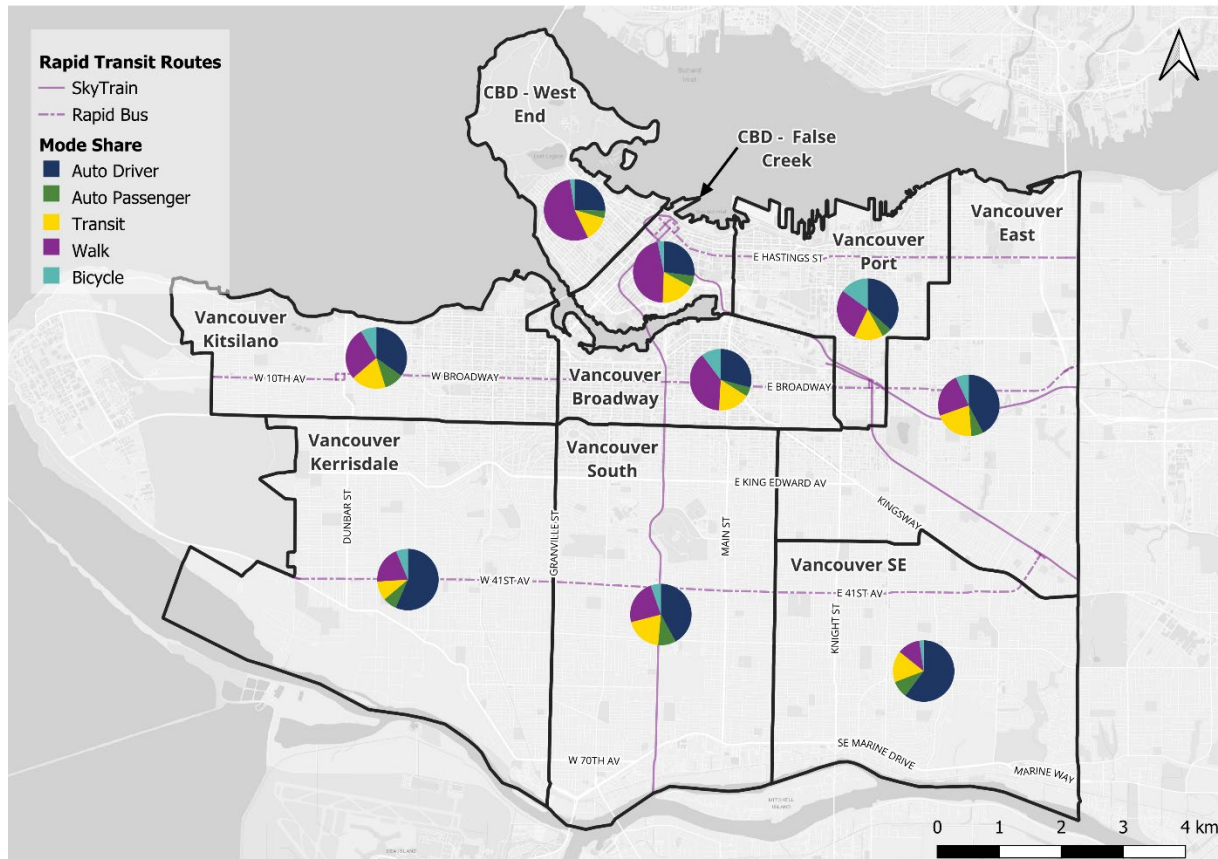 Rapid Transit Routes
SkyTrain
Rapid Bus
Mode Share
Auto Driver
Auto Passenger
Transit
Walk
Bicycle
CBD - West
End
CBD - False
Creek
Vancouver
East
Vancouver
Port
E HASTINGS ST
Vancouver
Kitsilano
W 10TH AV
W BROADWAY
Vancouver
Broadway
E BROADWAY
Vancouver
Kerrisdale
Vancouver
South
E KING EDWARD AV
KINGSWAY
DUNBAR ST
GRANVILLE ST
MAIN ST
Vancouver SE
W 41ST AV
E 41ST AV
KNIGHT ST
W 70TH AV
SE MARINE DRIVE
MARINE WAY
0 1 2 3 4 km